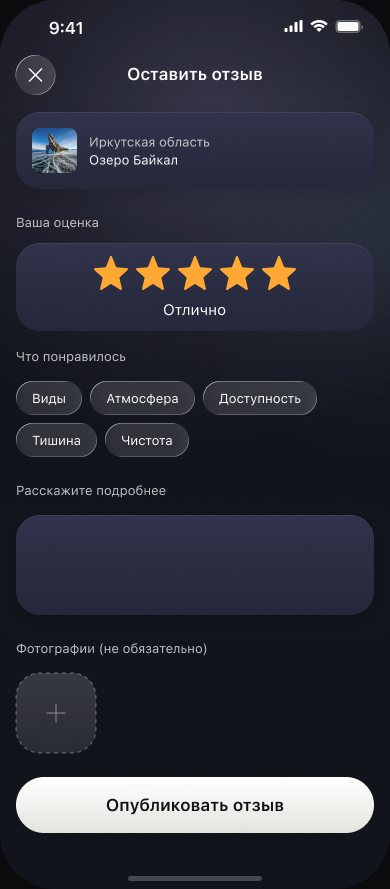 9:41
Оставить отзыв
Иркутская область
Озеро Байкал
Ваша оценка
Отлично
Что понравилось
Виды
Атмосфера
Доступность
Тишина
Чистота
Расскажите подробнее
Фотографии (не обязательно)
Опубликовать отзыв